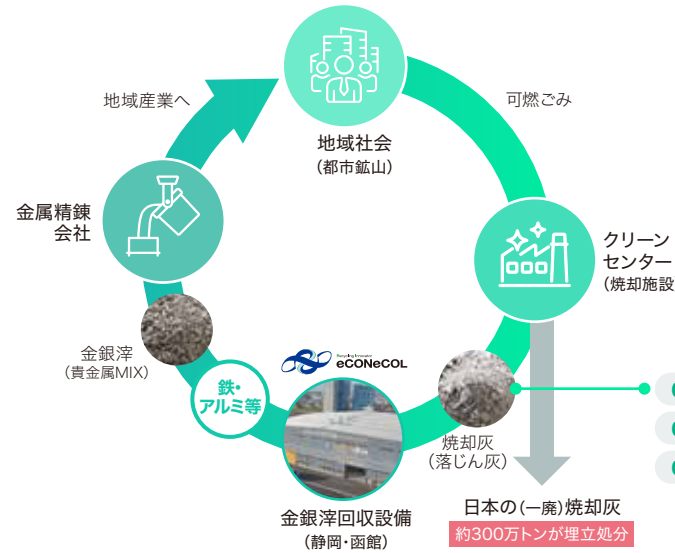 地域産業へ
可燃ごみ
地域社会
(都市鉱山)
金属精錬
会社
クリーン
センター
(焼却施設
金銀滓
(貴金属MIX)
鉄・
アルミ等
Recycling Innovator
eCONeCOL
焼却灰
(落じん灰)
金銀滓回収設備
(静岡・函館)
日本の(一廃)焼却灰
約300万トンが埋立処分